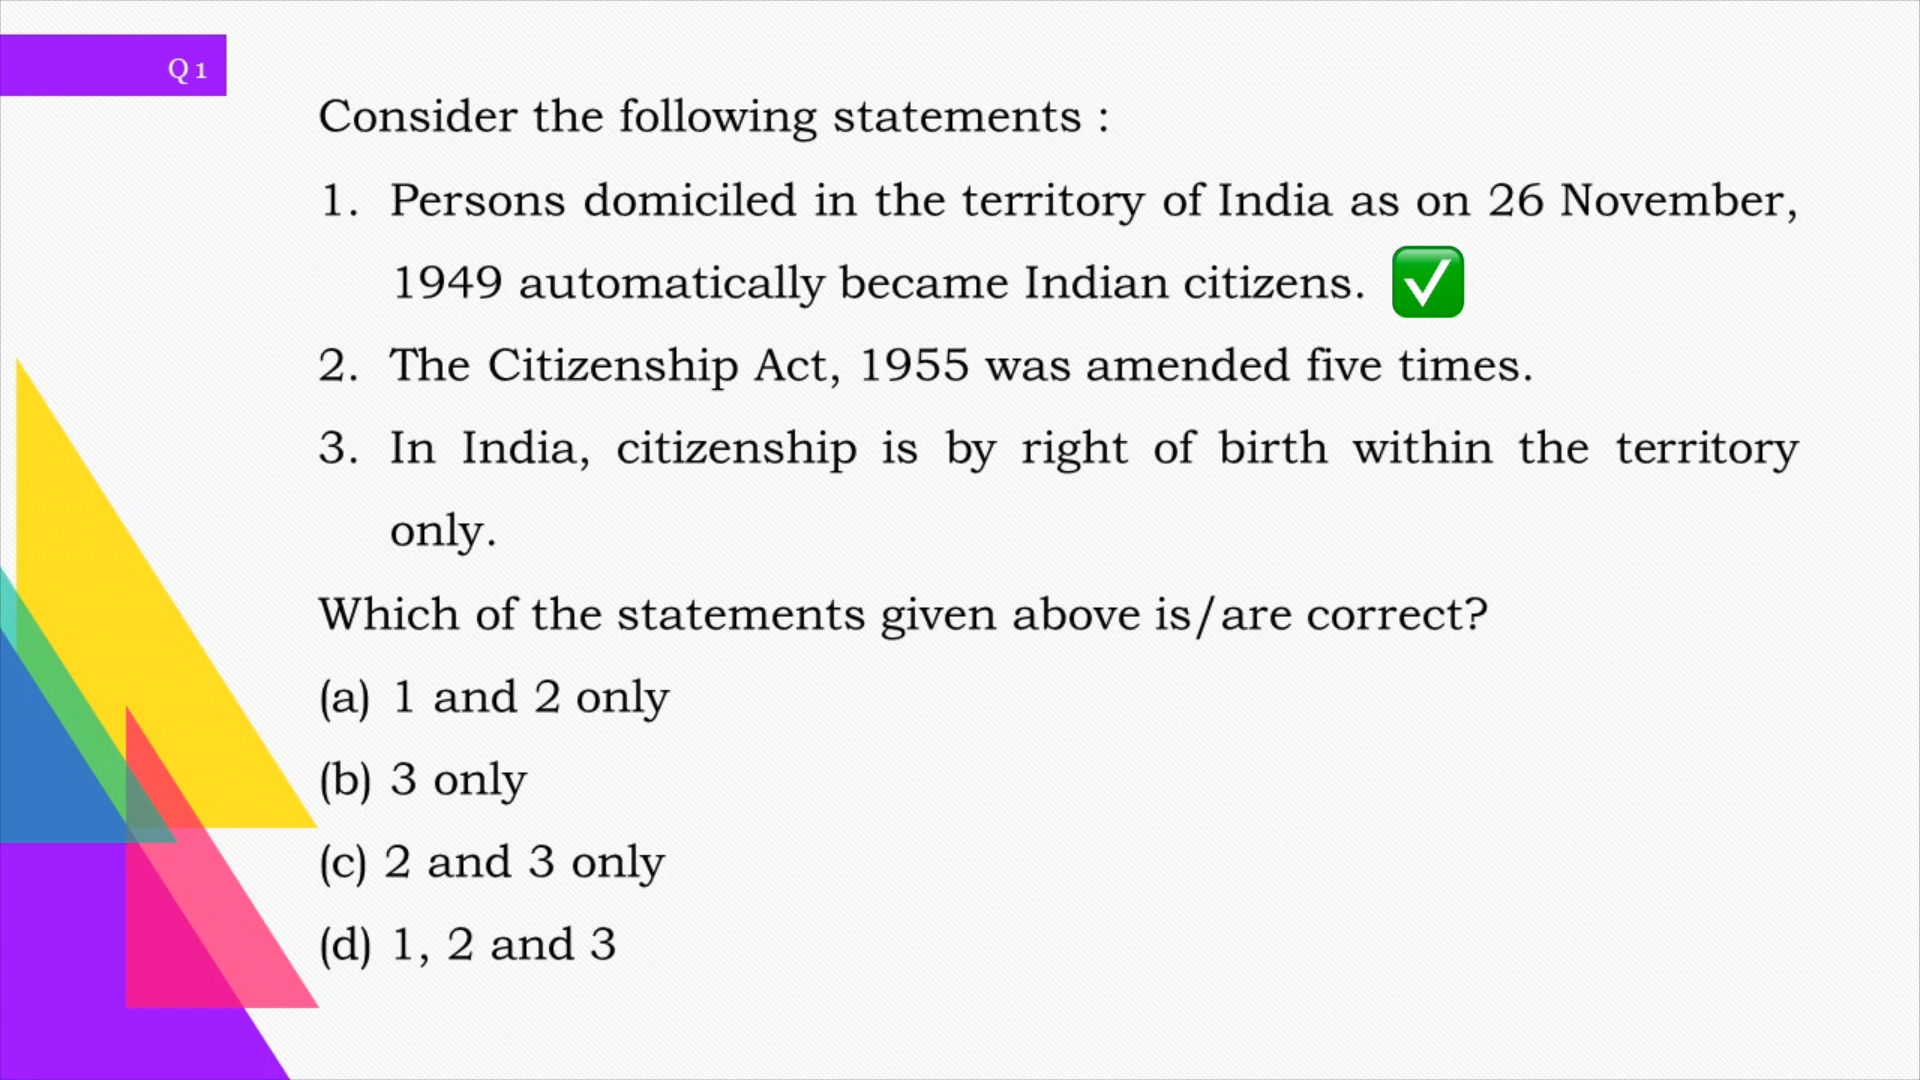 Q 1
Consider the following statements :
1. Persons domiciled in the territory of India as on 26 November,
1949 automatically became Indian citizens. ✅
2. The Citizenship Act, 1955 was amended five times.
3. In India, citizenship is by right of birth within the territory
only.
Which of the statements given above is/are correct?
(a) 1 and 2 only
(b) 3 only
(c) 2 and 3 only
(d) 1, 2 and 3